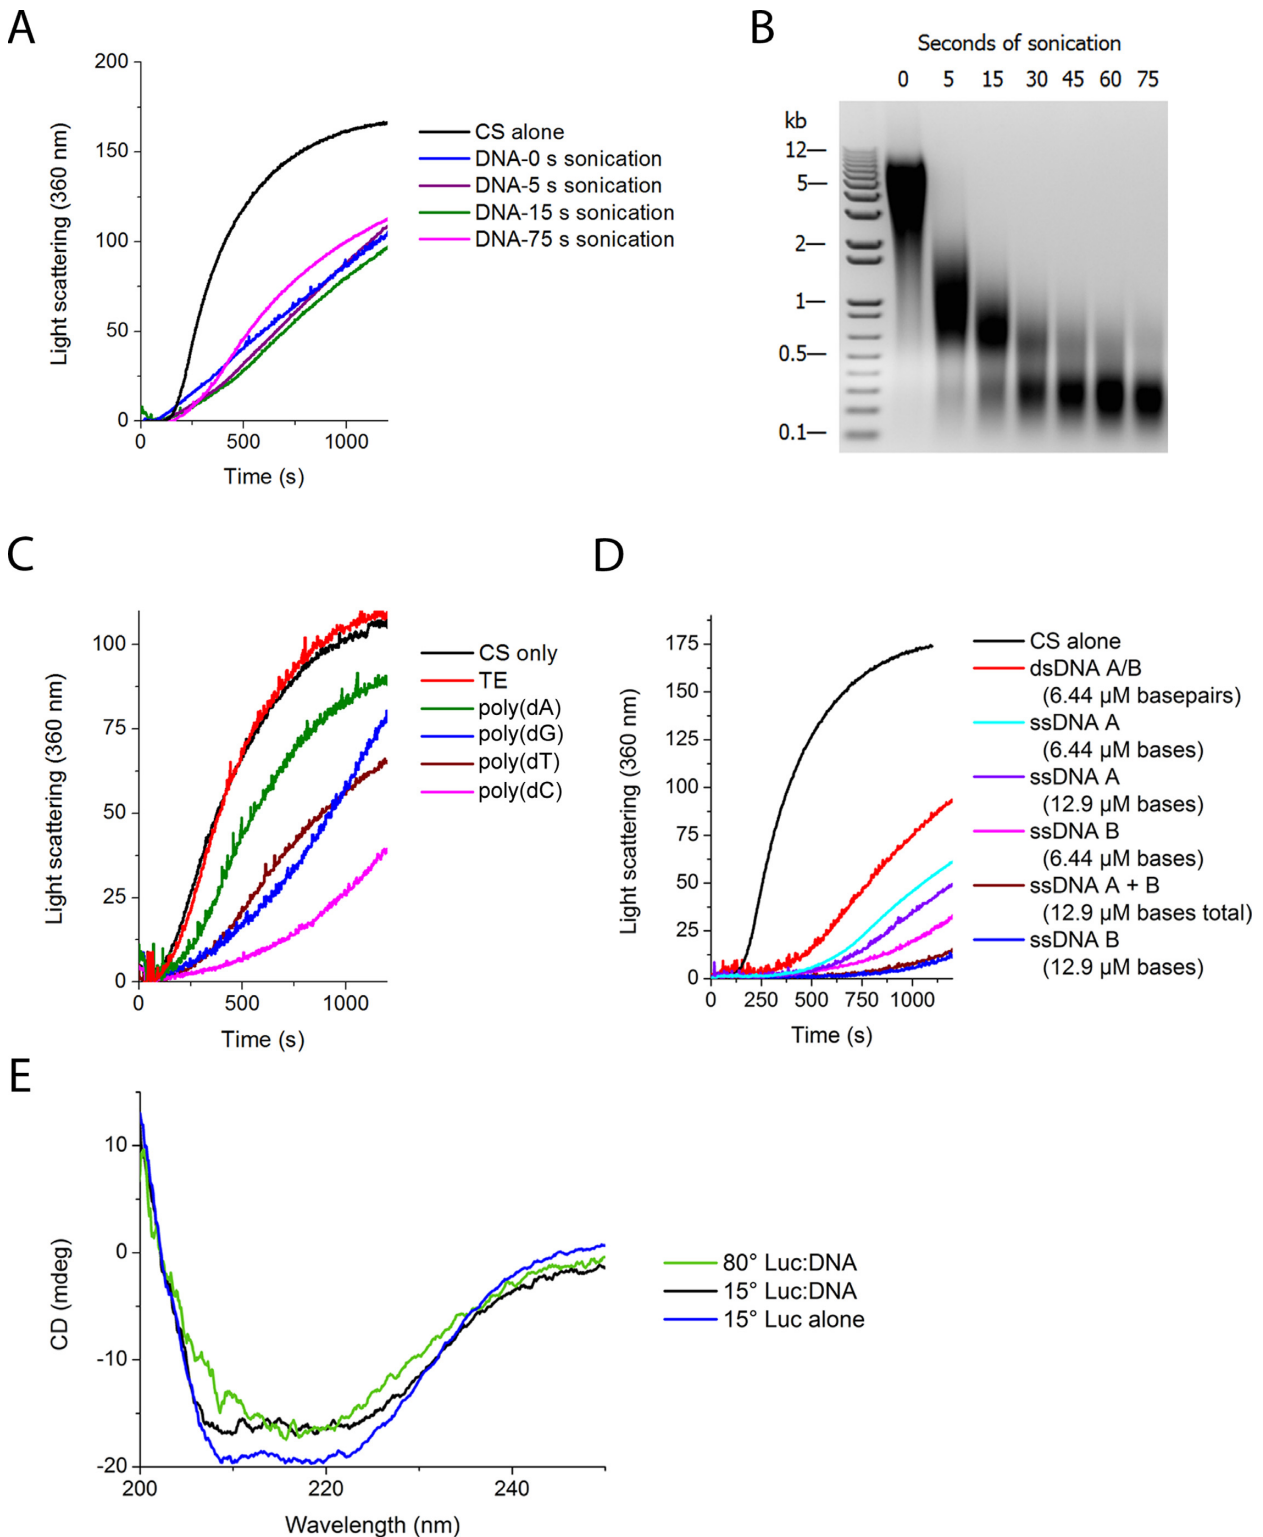 A
Light scattering (360 nm)
200
150
100
50
0
0 500 1000
Time (s)
CS alone
DNA-0 s sonication
DNA-5 s sonication
DNA-15 s sonication
DNA-75 s sonication
B
Seconds of sonication
0 5 15 30 45 60 75
kb
12
5
2
1
0.5
0.1
C
Light scattering (360 nm)
100
75
50
25
0
0 500 1000
Time (s)
CS only
TE
poly(dA)
poly(dG)
poly(dT)
poly(dC)
D
Light scattering (360 nm)
175
150
125
100
75
50
25
0
0 250 500 750 1000
Time (s)
CS alone
dsDNA A/B
(6.44 µM basepairs)
ssDNA A
(6.44 µM bases)
ssDNA A
(12.9 µM bases)
ssDNA B
(6.44 µM bases)
ssDNA A + B
(12.9 µM bases total)
ssDNA B
(12.9 µM bases)
E
CD (mdeg)
10
0
-10
-20
200 220 240
Wavelength (nm)
80° Luc:DNA
15° Luc:DNA
15° Luc alone